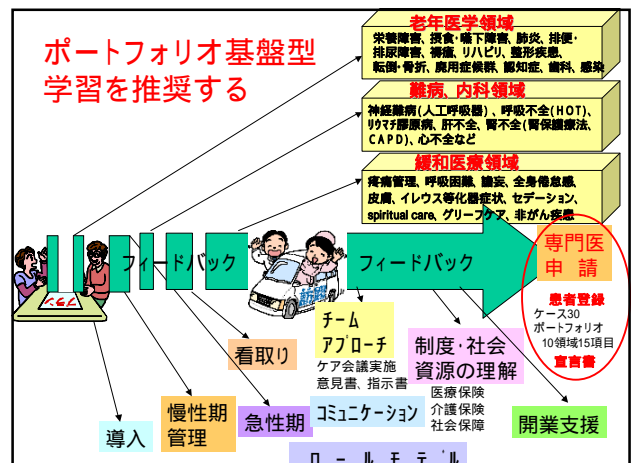 ポートフォリオ基盤型
学習を推奨する
老年医学領域
栄養障害、摂食・嚥下障害、肺炎、排便・
排尿障害、褥瘡、リハビリ、整形疾患、
転倒・骨折、廃用症候群、認知症、歯科、感染
難病、内科領域
神経難病(人工呼吸器)、呼吸不全(HOT)、
リウマチ膠原病、肝不全、腎不全(腎保護療法、
CAPD)、心不全など
緩和医療領域
疼痛管理、呼吸困難、譫妄、全身倦怠感、
皮膚、イレウス等化器症状、セデーション、
spiritual care、グリーフケア、非がん疾患
プラン
フィードバック
フィードバック
専門医
申 請
患者登録
ケース30
ポートフォリオ
10領域15項目
宣言書
看取り
チーム
アプローチ
ケア会議実施
意見書、指示書
制度・社会
資源の理解
医療保険
介護保険
社会保障
導入
慢性期
管理
急性期
コミュニケーション
開業支援
ロールモデル